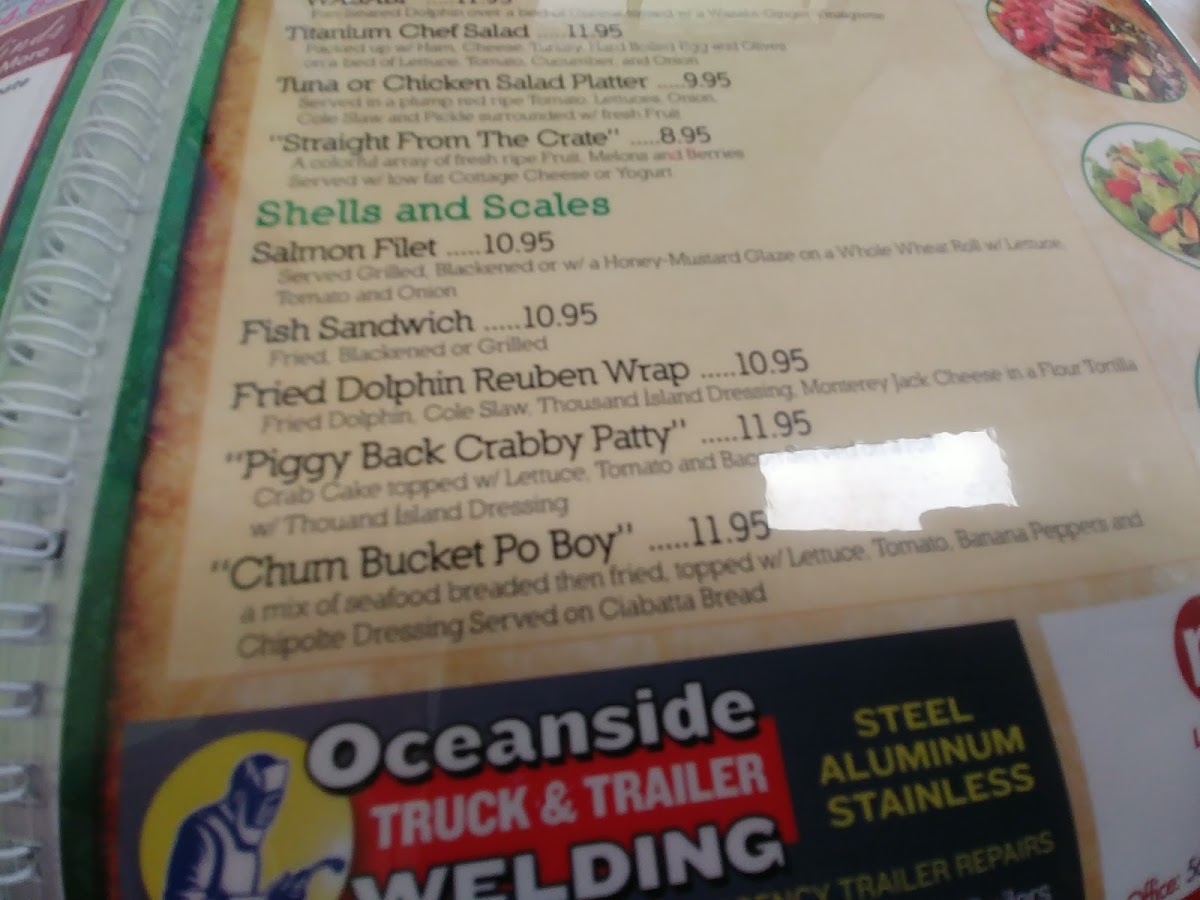 11.95
Titanium Chef Salad .....11.95
Packed up w/ Ham, Cheese, Turkey, Hard Boiled Egg and Olives
on a bed of Lettuce, Tomato, Cucumber, and Onion
Tuna or Chicken Salad Platter .....9.95
Served in a plump red ripe Tomato, Lettuces, Onion,
Cole Slaw and Pickle surrounded w/ fresh Fruit
"Straight From The Crate" .....8.95
A colorful array of fresh ripe Fruit, Melons and Berries
Served w/ low fat Cottage Cheese or Yogurt
Shells and Scales
Salmon Filet .....10.95
Served Grilled, Blackened or w/ a Honey-Mustard Glaze on a Whole Wheat Roll w/ Lettuce,
Tomato and Onion
Fish Sandwich .....10.95
Fried, Blackened or Grilled
Fried Dolphin Reuben Wrap .....10.95
Fried Dolphin, Cole Slaw, Thousand Island Dressing, Monterey Jack Cheese in a Flour Tortilla
"Piggy Back Crabby Patty" .....11.95
Crab Cake topped w/ Lettuce, Tomato and
w/ Thouand Island Dressing
"Chum Bucket Po Boy" .....11.95
a mix of seafood breaded then fried, topped w/ Lettuce, Tomato, Banana Peppers and
Chipolte Dressing Served on Ciabatta Bread
Oceanside
TRUCK & TRAILER
WELDING
STEEL
ALUMINUM
STAINLESS
TRAILER REPAIRS
Office:
More